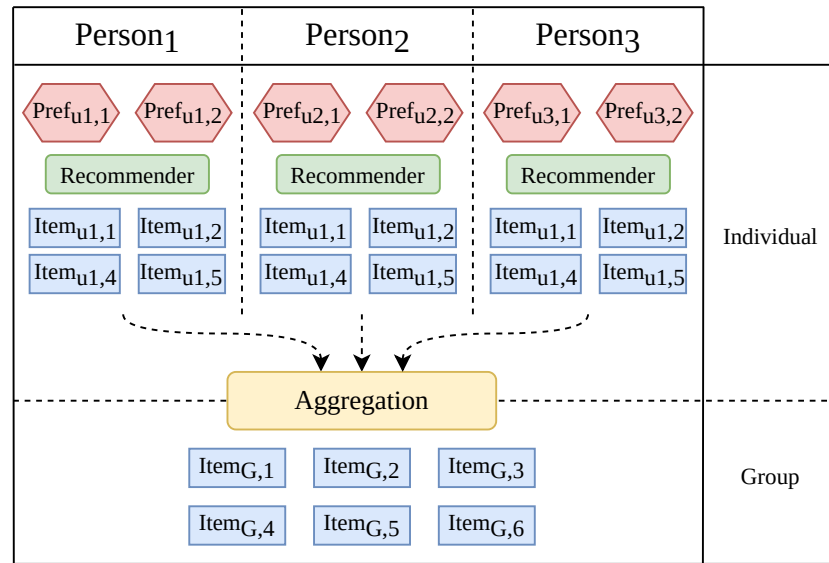 Person1 Person2 Person3
Prefu1,1 Prefu1,2 Prefu2,1 Prefu2,2 Prefu3,1 Prefu3,2
Recommender Recommender Recommender
Itemu1,1 Itemu1,2 Itemu1,1 Itemu1,2 Itemu1,1 Itemu1,2
Individual
Itemu1,4 Itemu1,5 Itemu1,4 Itemu1,5 Itemu1,4 Itemu1,5
Aggregation
ItemG,1 ItemG,2 ItemG,3
Group
ItemG,4 ItemG,5 ItemG,6